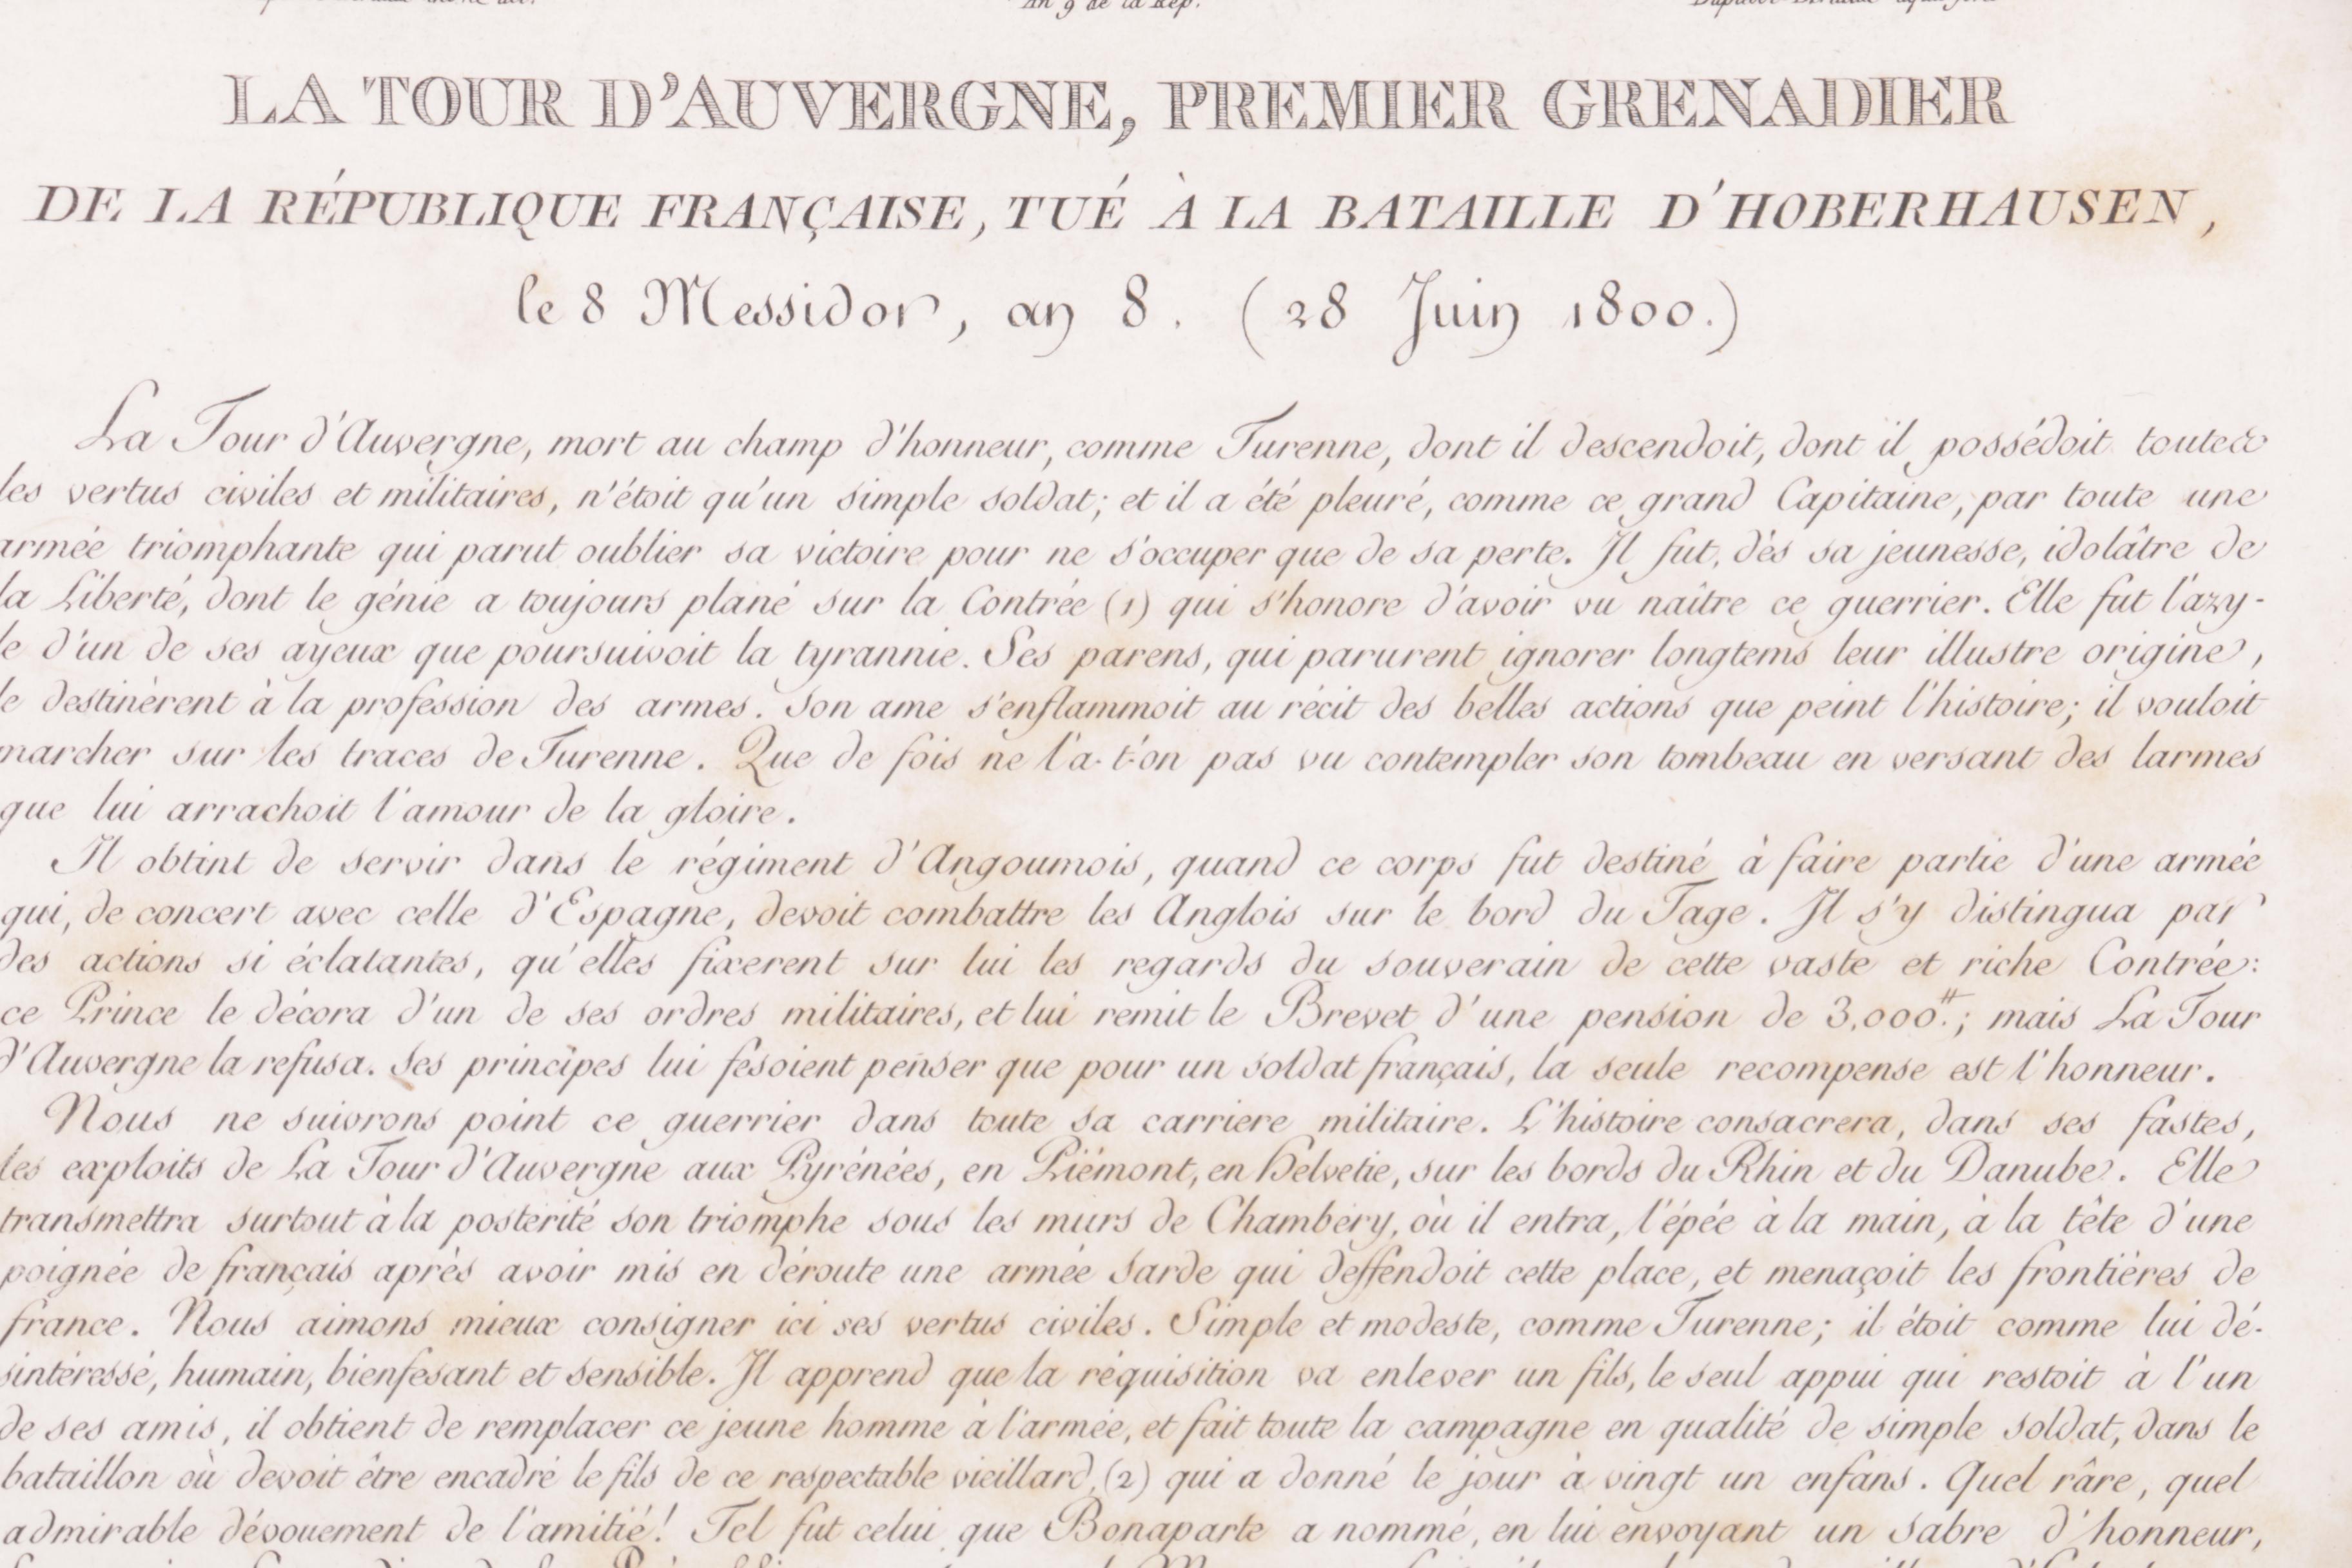 An 9 de la Rép.
LA TOUR D'AUVERGNE, PREMIER GRENADIER
DE LA RÉPUBLIQUE FRANÇAISE, TUÉ À LA BATAILLE D'HOBERHAUSEN,
le 8 Messidor, an 8. (28 Juin 1800.)
La Tour d'Auvergne, mort au champ d'honneur, comme Turenne, dont il descendoit, dont il possédoit toutes
les vertus civiles et militaires, n'étoit qu'un simple soldat; et il a été pleuré, comme ce grand Capitaine, par toute une
armée triomphante qui parut oublier sa victoire pour ne s'occuper que de sa perte. Il fut, dès sa jeunesse, idolâtre de
la Liberté, dont le génie a toujours plané sur la Contrée (1) qui s'honore d'avoir vu naître ce guerrier. Elle fut l'azy-
le d'un de ses ayeux que poursuivoit la tyrannie. Ses parens, qui parurent ignorer longtems leur illustre origine,
le destinèrent à la profession des armes. Son ame s'enflammoit au récit des belles actions que peint l'histoire; il vouloit
marcher sur les traces de Turenne. Que de fois ne l'a-t'on pas vu contempler son tombeau en versant des larmes
que lui arrachoit l'amour de la gloire.
Il obtint de servir dans le régiment d'Angoumois, quand ce corps fut destiné à faire partie d'une armée
qui, de concert avec celle d'Espagne, devoit combattre les Anglois sur le bord du Tage. Il s'y distingua par
des actions si éclatantes, qu'elles fixerent sur lui les regards du souverain de cette vaste et riche Contrée:
ce Prince le décora d'un de ses ordres militaires, et lui remit le Brevet d'une pension de 3,000.ᵗᵗ; mais La Tour
d'Auvergne la refusa. Ses principes lui fesoient penser que pour un soldat français, la seule recompense est l'honneur.
Nous ne suivrons point ce guerrier dans toute sa carriere militaire. L'histoire consacrera, dans ses fastes,
les exploits de La Tour d'Auvergne aux Pyrénées, en Piémont, en Helvetie, sur les bords du Rhin et du Danube. Elle
transmettra surtout à la posterité son triomphe sous les murs de Chambéry, où il entra, l'épée à la main, à la tête d'une
poignée de français après avoir mis en déroute une armée Sarde qui deffendoit cette place, et menaçoit les frontières de
france. Nous aimons mieux consigner ici ses vertus civiles. Simple et modeste, comme Turenne; il étoit comme lui dé-
sintéressé, humain, bienfesant et sensible. Il apprend que la réquisition va enlever un fils, le seul appui qui restoit à l'un
de ses amis, il obtient de remplacer ce jeune homme à l'armée, et fait toute la campagne en qualité de simple soldat, dans le
bataillon où devoit être encadré le fils de ce respectable vieillard, (2) qui a donné le jour à vingt un enfans. Quel râre, quel
admirable dévouement de l'amitié! Tel fut celui que Bonaparte a nommé, en lui envoyant un Sabre d'honneur,